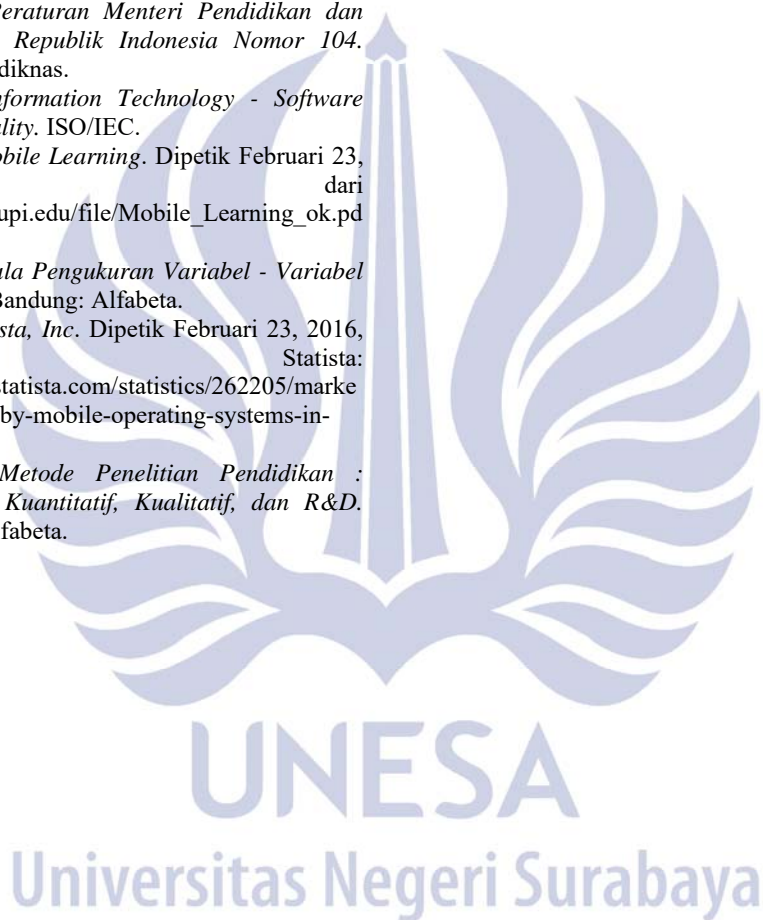 Peraturan Menteri Pendidikan dan
Republik Indonesia Nomor 104.
diknas.
nformation Technology - Software
ality. ISO/IEC.
obile Learning. Dipetik Februari 23,
dari
upi.edu/file/Mobile_Learning_ok.pd
ula Pengukuran Variabel - Variabel
Bandung: Alfabeta.
ista, Inc. Dipetik Februari 23, 2016,
Statista:
statista.com/statistics/262205/marke
by-mobile-operating-systems-in-
Metode Penelitian Pendidikan :
Kuantitatif, Kualitatif, dan R&D.
fabeta.
UNESA
Universitas Negeri Surabaya